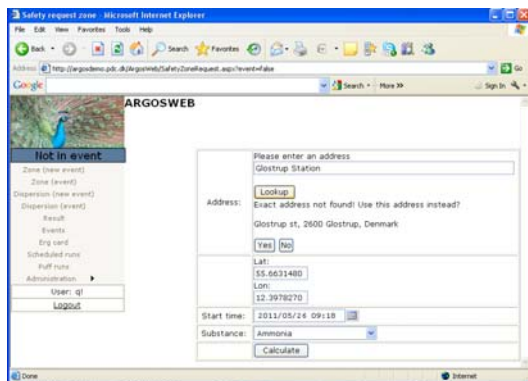 Safety request zone - Microsoft Internet Explorer
File Edit View Favorites Tools Help
Back Search Favorites
Address http://argosdemo.pdc.dk/ArgosWeb/SafetyZoneRequest.aspx?event=false Go
Google Search More >> Sign In
ARGOSWEB
Not in event
Zone (new event)
Zone (event)
Dispersion (new event)
Dispersion (event)
Result
Events
Erg card
Scheduled runs
Puff runs
Administration
User: q!
Logout
Address:
Please enter an address
Glostrup Station
Lookup
Exact address not found! Use this address instead?
Glostrup st, 2600 Glostrup, Denmark
Yes No
Lat:
55.6631480
Lon:
12.3978270
Start time: 2011/05/26 09:18
Substance: Ammonia
Calculate
Done Internet